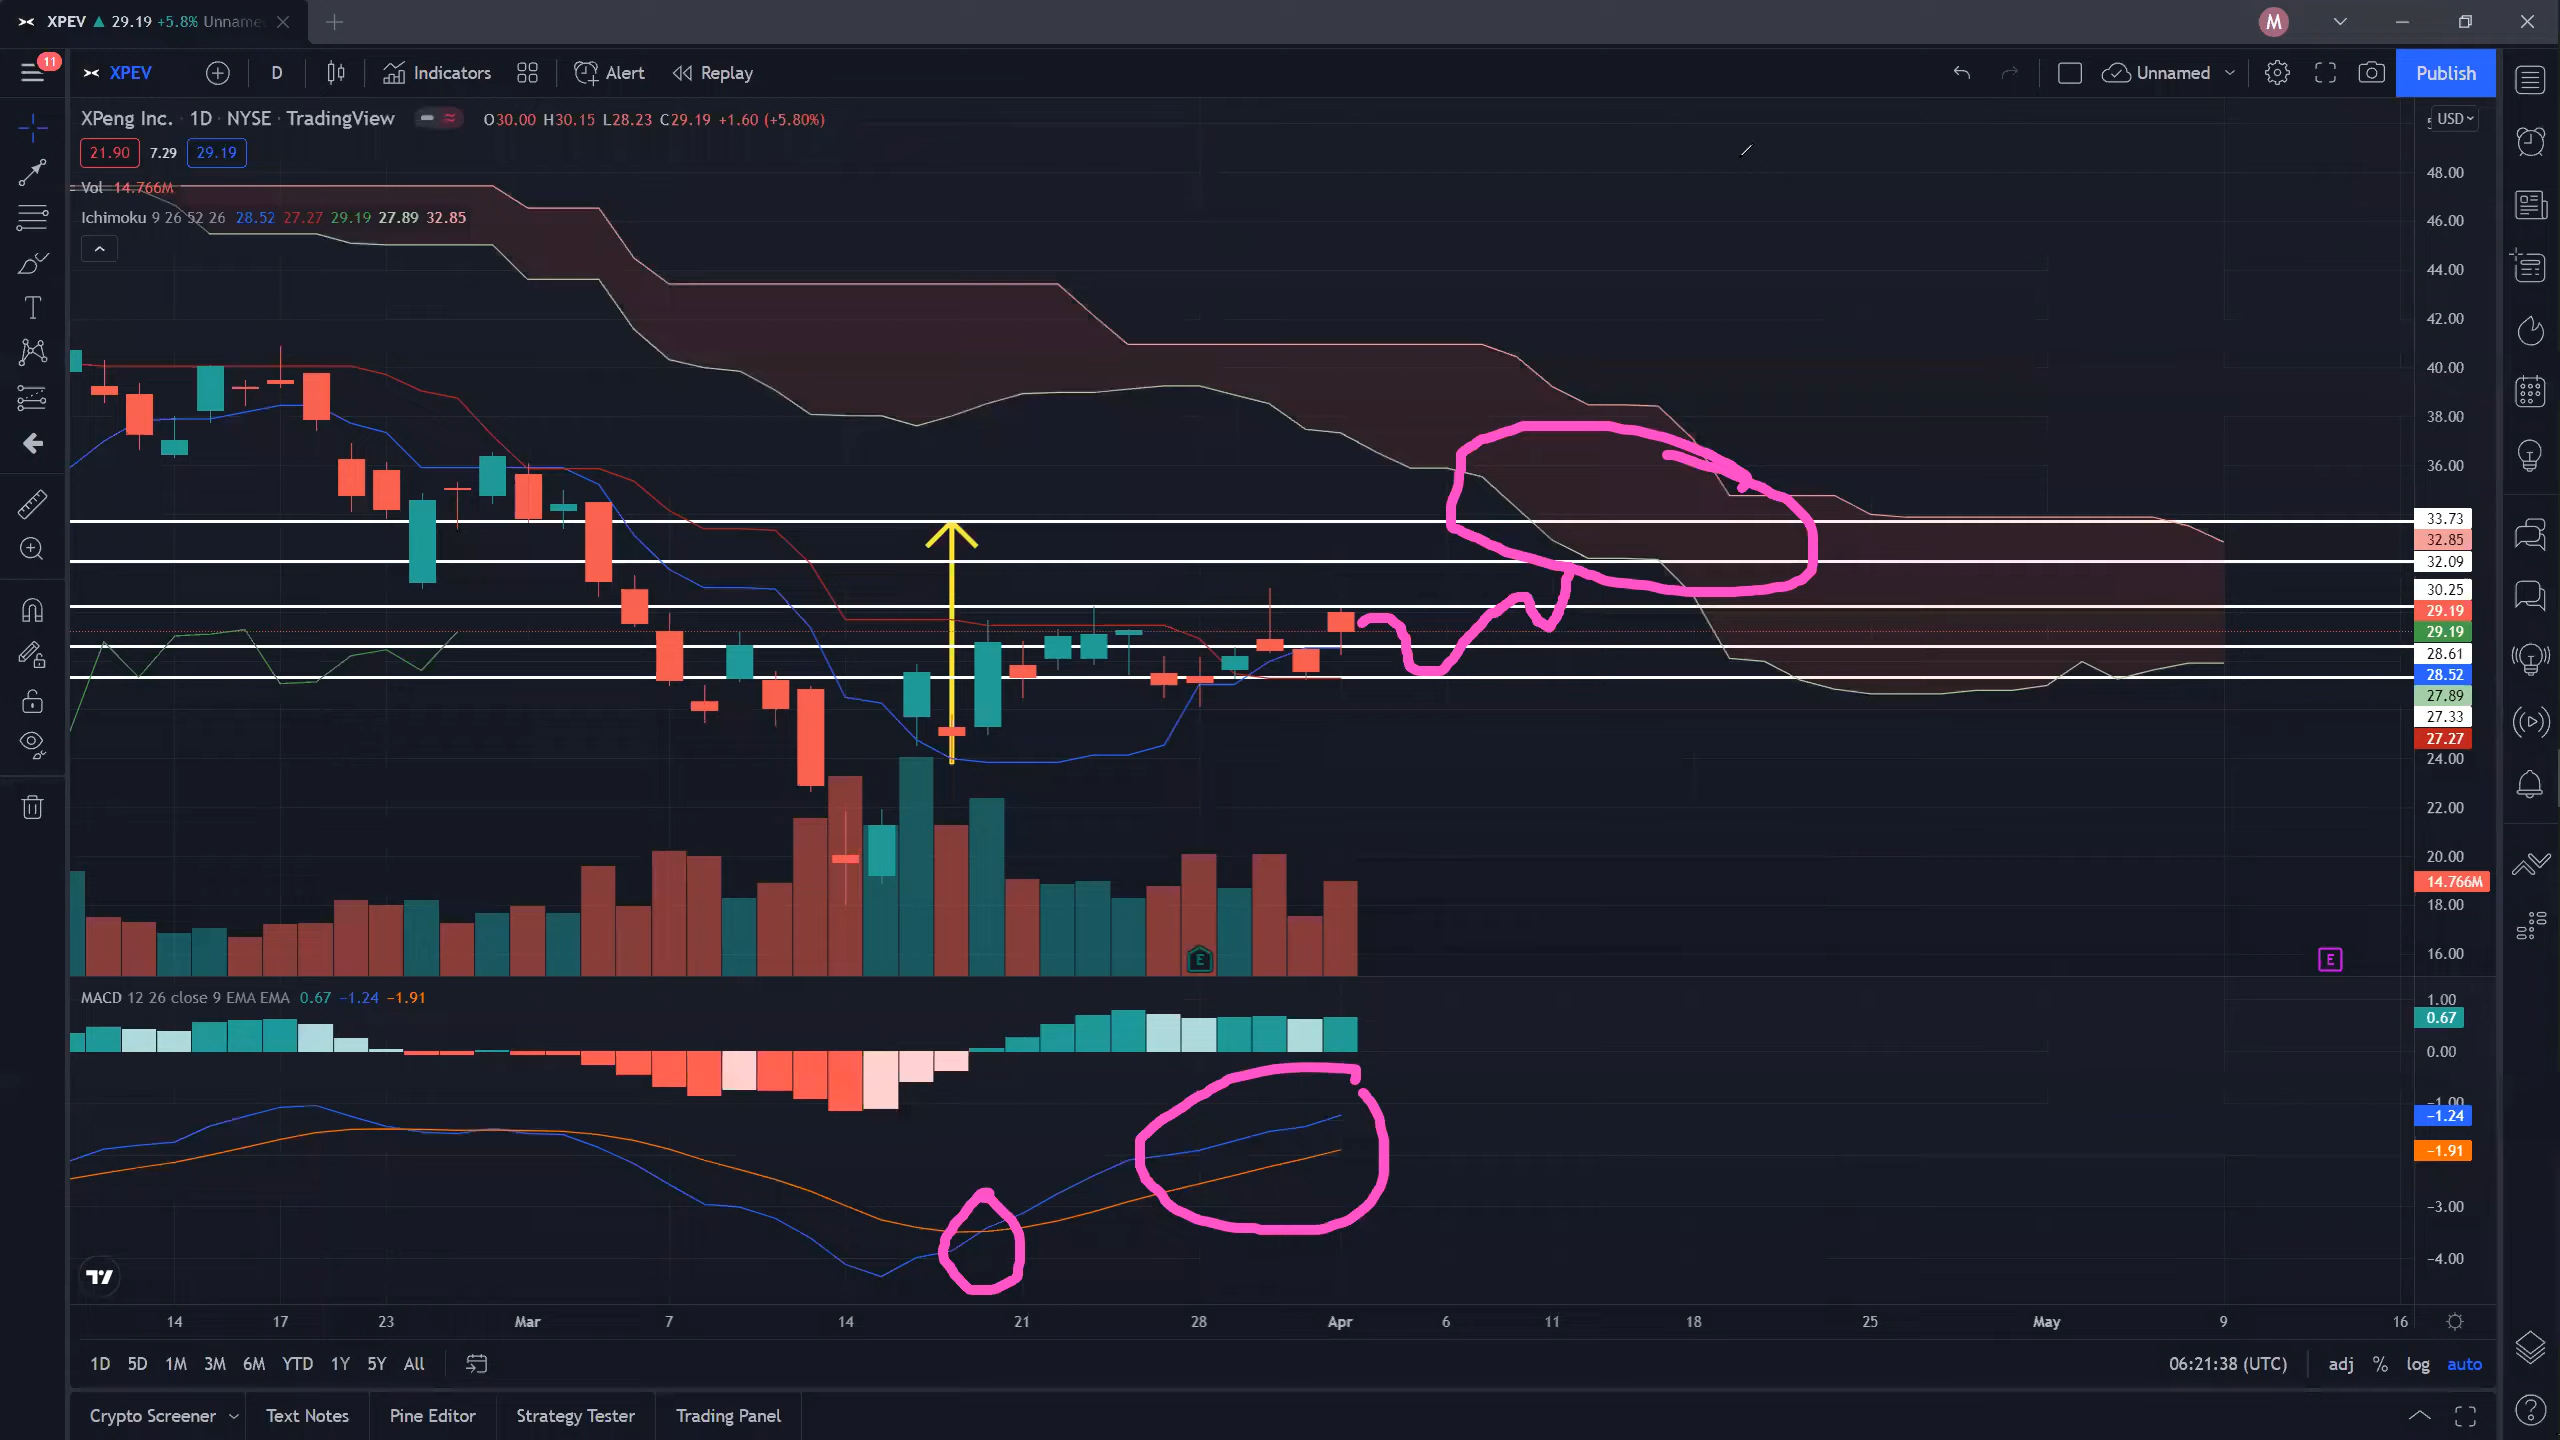 XPEV ▲ 29.19 +5.8% Unname
M
11
XPEV D Indicators Alert Replay Unnamed Publish
XPeng Inc. · 1D · NYSE · TradingView O30.00 H30.15 L28.23 C29.19 +1.60 (+5.80%)
USD
21.90 7.29 29.19
Vol 14.766M
Ichimoku 9 26 52 26 28.52 27.27 29.19 27.89 32.85
48.00
46.00
44.00
42.00
40.00
38.00
36.00
33.73
32.85
32.09
30.25
29.19
29.19
28.61
28.52
27.89
27.33
27.27
24.00
22.00
20.00
14.766M
18.00
16.00
E
E
MACD 12 26 close 9 EMA EMA 0.67 −1.24 −1.91
1.00
0.67
0.00
−1.00
−1.24
−1.91
−3.00
−4.00
14 17 23 Mar 7 14 21 28 Apr 6 11 18 25 May 9 16
1D 5D 1M 3M 6M YTD 1Y 5Y All 06:21:38 (UTC) adj % log auto
Crypto Screener Text Notes Pine Editor Strategy Tester Trading Panel